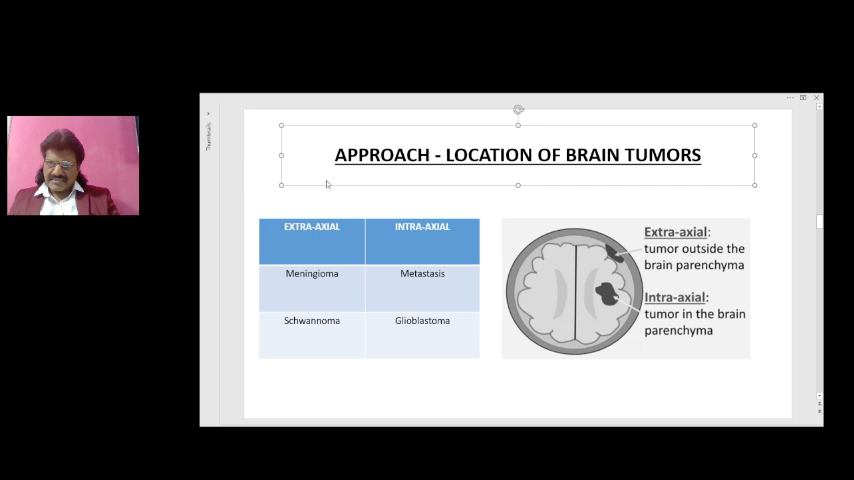 Thumbnails
APPROACH - LOCATION OF BRAIN TUMORS
EXTRA-AXIAL INTRA-AXIAL
Meningioma Metastasis
Schwannoma Glioblastoma
Extra-axial:
tumor outside the
brain parenchyma
Intra-axial:
tumor in the brain
parenchyma